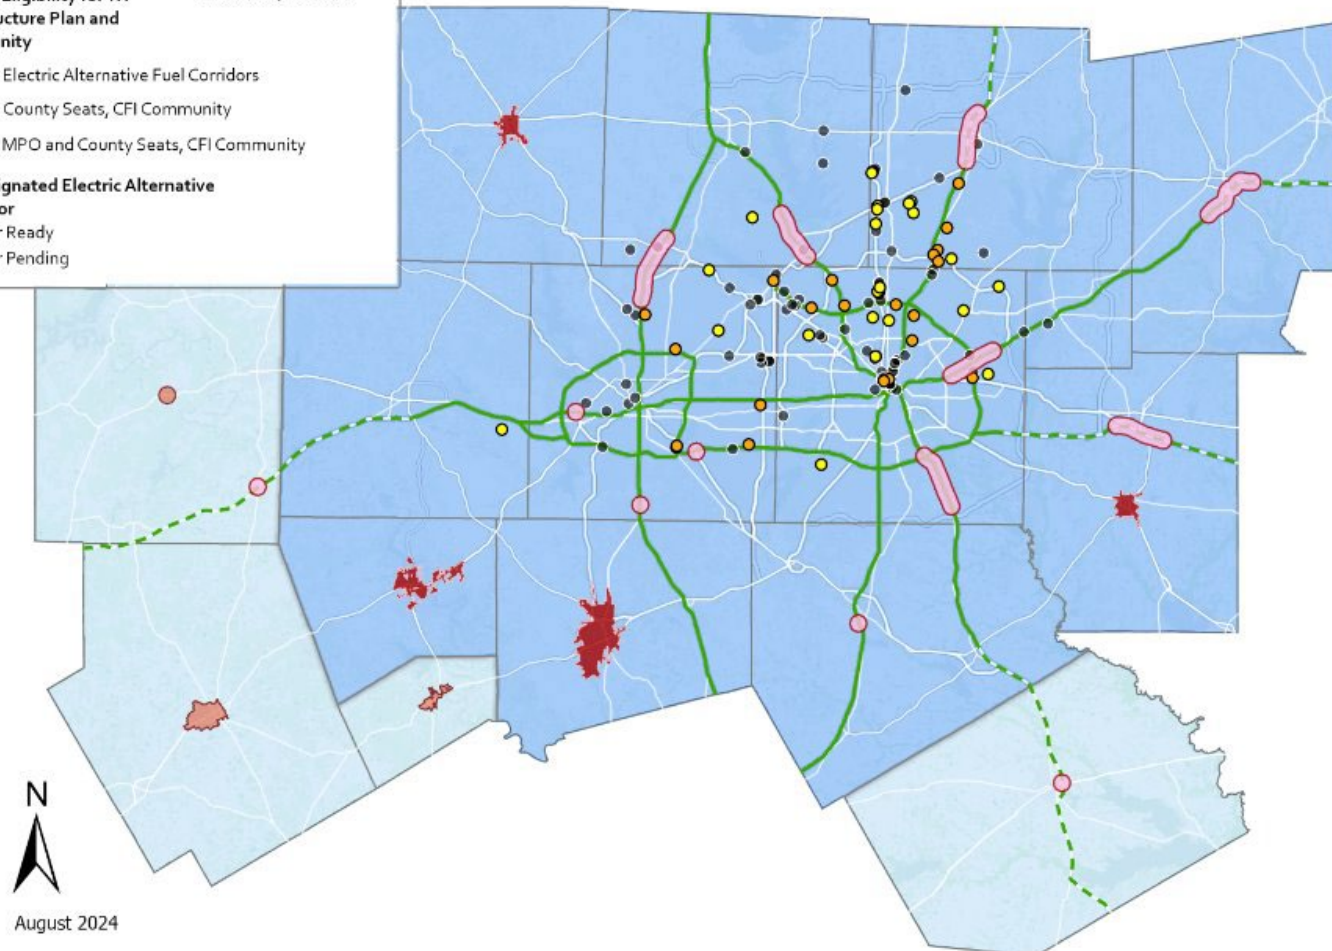 ucture Plan and
nity
Electric Alternative Fuel Corridors
County Seats, CFI Community
MPO and County Seats, CFI Community
ignated Electric Alternative
or
r Ready
r Pending
N
August 2024